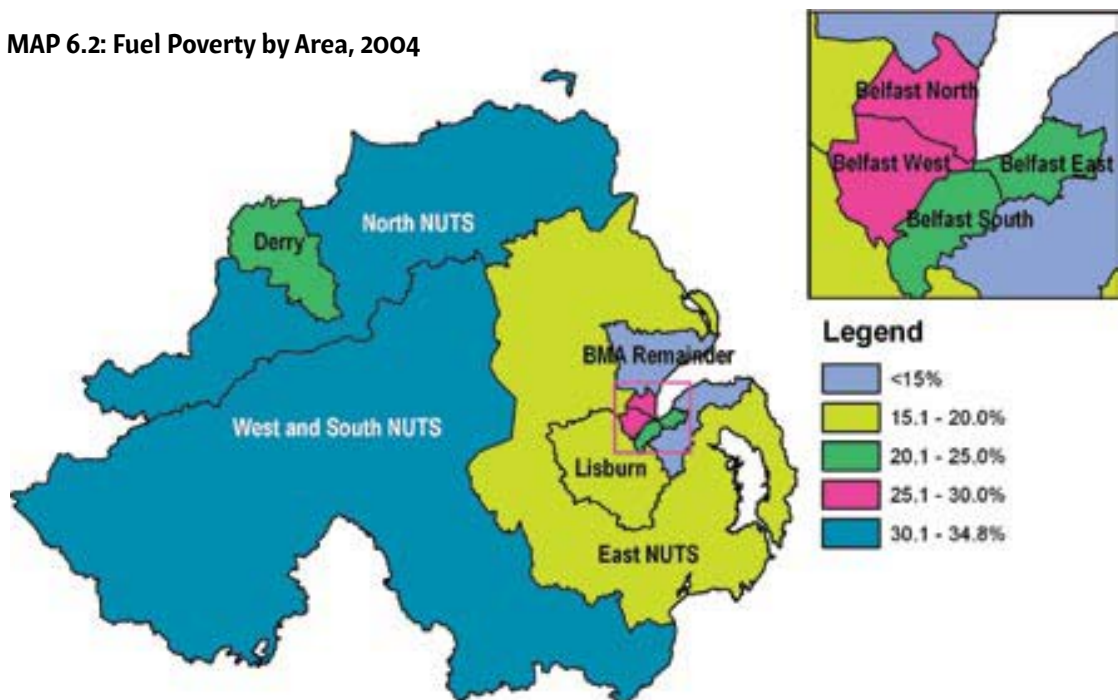 MAP 6.2: Fuel Poverty by Area, 2004
Belfast North
Belfast West
Belfast East
Belfast South
North NUTS
Derry
BMA Remainder
West and South NUTS
Lisburn
East NUTS
Legend
<15%
15.1 - 20.0%
20.1 - 25.0%
25.1 - 30.0%
30.1 - 34.8%